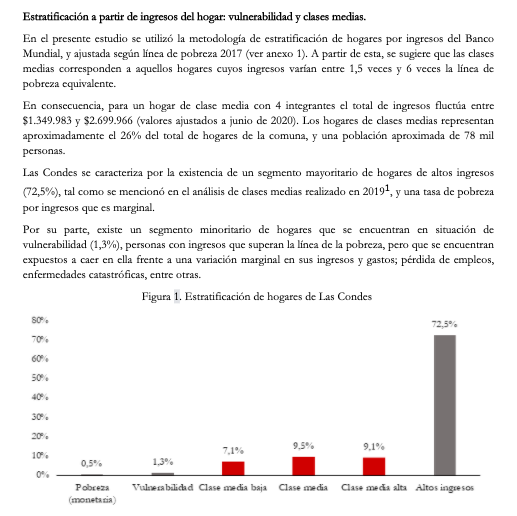 Estratificación a partir de ingresos del hogar: vulnerabilidad y clases medias.
En el presente estudio se utilizó la metodología de estratificación de hogares por ingresos del Banco
Mundial, y ajustada según línea de pobreza 2017 (ver anexo 1). A partir de esta, se sugiere que las clases
medias corresponden a aquellos hogares cuyos ingresos varían entre 1,5 veces y 6 veces la línea de
pobreza equivalente.
En consecuencia, para un hogar de clase media con 4 integrantes el total de ingresos fluctúa entre
$1.349.983 y $2.699.966 (valores ajustados a junio de 2020). Los hogares de clases medias representan
aproximadamente el 26% del total de hogares de la comuna, y una población aproximada de 78 mil
personas.
Las Condes se caracteriza por la existencia de un segmento mayoritario de hogares de altos ingresos
(72,5%), tal como se mencionó en el análisis de clases medias realizado en 2019¹, y una tasa de pobreza
por ingresos que es marginal.
Por su parte, existe un segmento minoritario de hogares que se encuentran en situación de
vulnerabilidad (1,3%), personas con ingresos que superan la línea de la pobreza, pero que se encuentran
expuestos a caer en ella frente a una variación marginal en sus ingresos y gastos; pérdida de empleos,
enfermedades catastróficas, entre otras.
Figura 1. Estratificación de hogares de Las Condes
80%
70%
60%
50%
40%
30%
20%
10%
0%
0,5%
1,3%
7,1%
9,5%
9,1%
72,5%
Pobreza
(monetaria)
Vulnerabilidad
Clase media baja
Clase media
Clase media alta
Altos ingresos